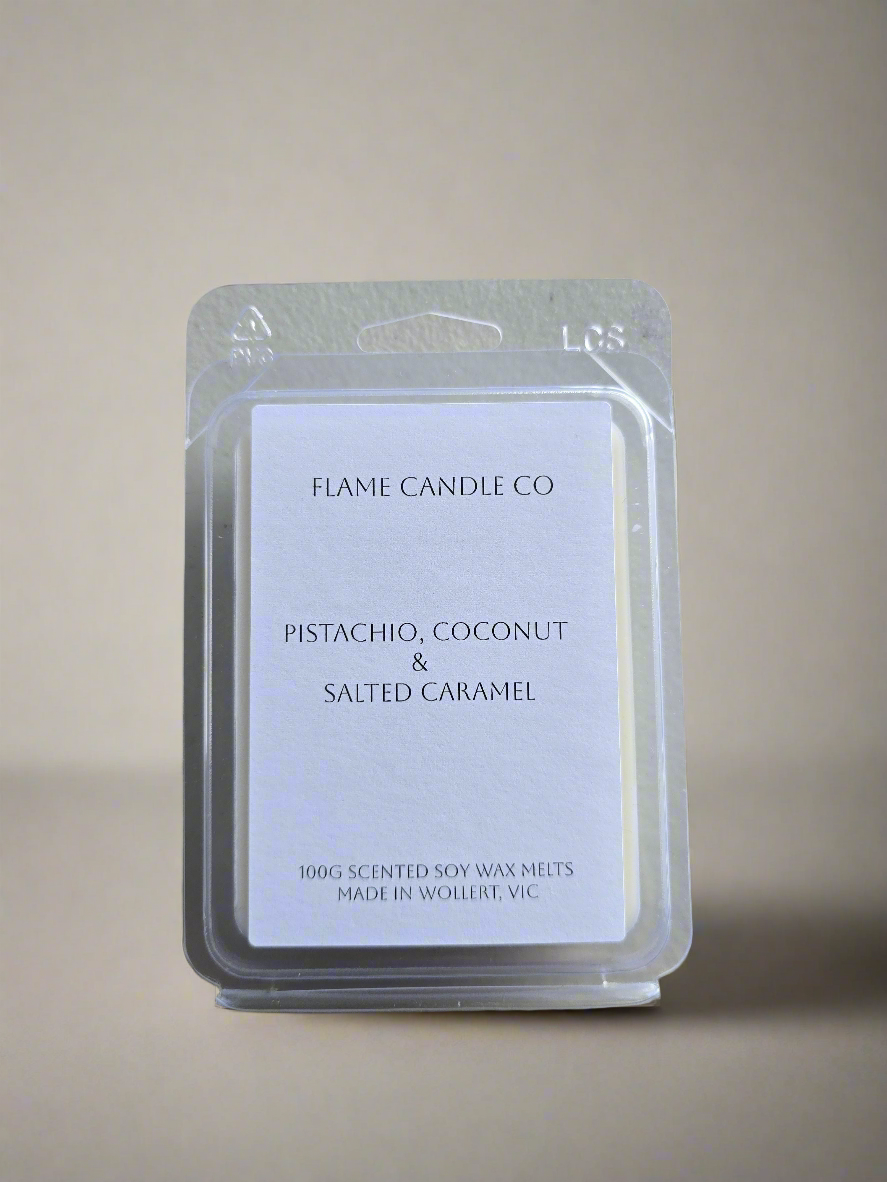 LCS
FLAME CANDLE CO
PISTACHIO, COCONUT
&
SALTED CARAMEL
100G SCENTED SOY WAX MELTS
MADE IN WOLLERT, VIC